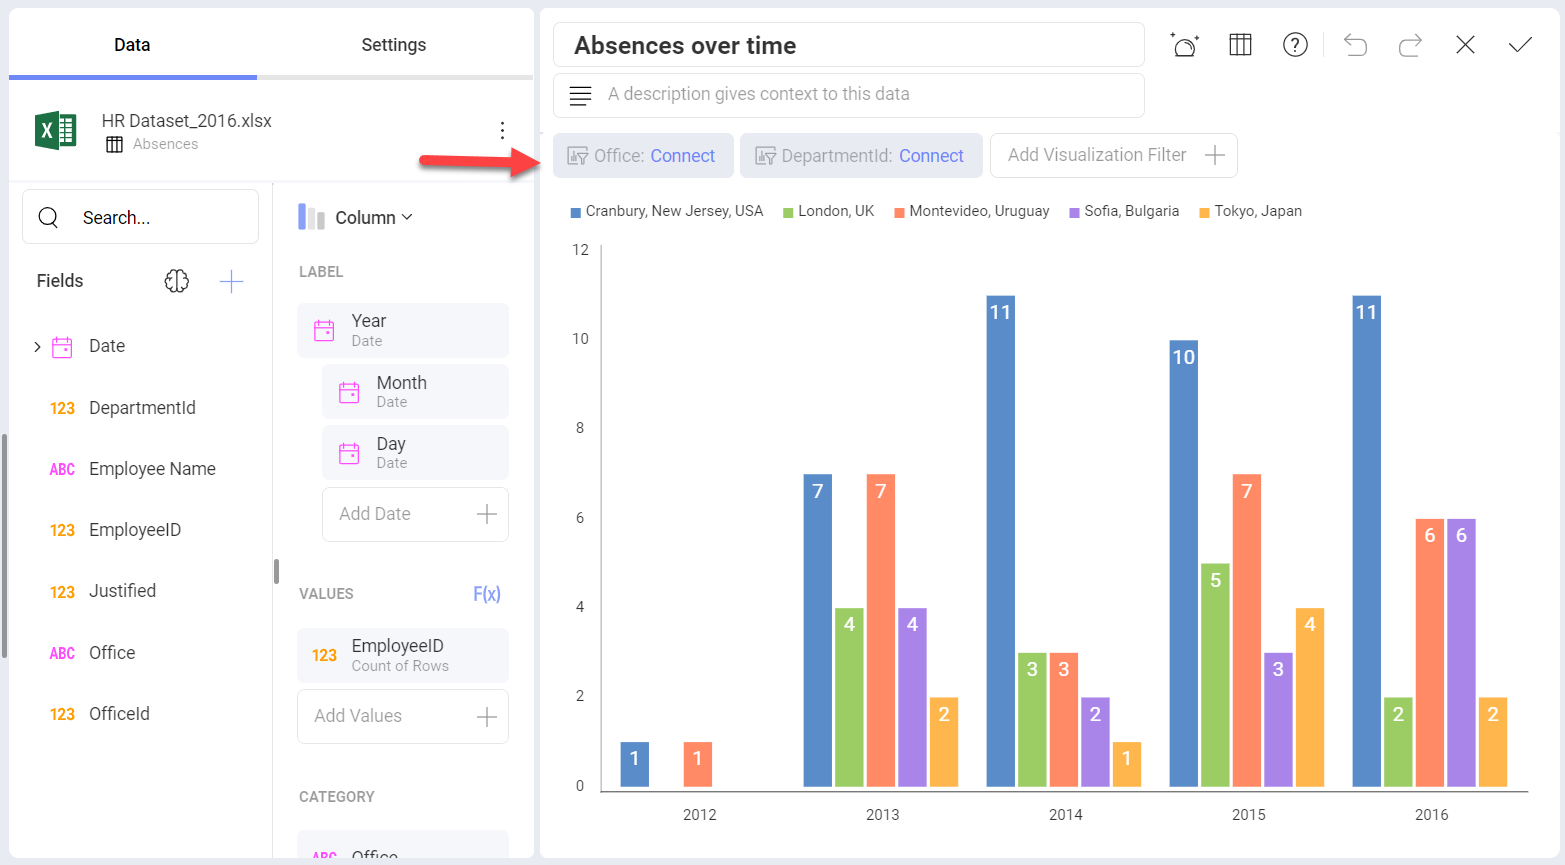 Data
Settings
HR Dataset_2016.xlsx
Absences
Search...
Fields
Date
123 DepartmentId
ABC Employee Name
123 EmployeeID
123 Justified
ABC Office
123 OfficeId
Column
LABEL
Year
Date
Month
Date
Day
Date
Add Date
VALUES F(x)
123 EmployeeID
Count of Rows
Add Values
CATEGORY
ABC Office
Absences over time
?
A description gives context to this data
Office: Connect
DepartmentId: Connect
Add Visualization Filter
Cranbury, New Jersey, USA London, UK Montevideo, Uruguay Sofia, Bulgaria Tokyo, Japan
12
10
8
6
4
2
0
1 1
7 4 7 4 2
11 3 3 2 1
10 5 7 3 4
11 2 6 6 2
2012 2013 2014 2015 2016